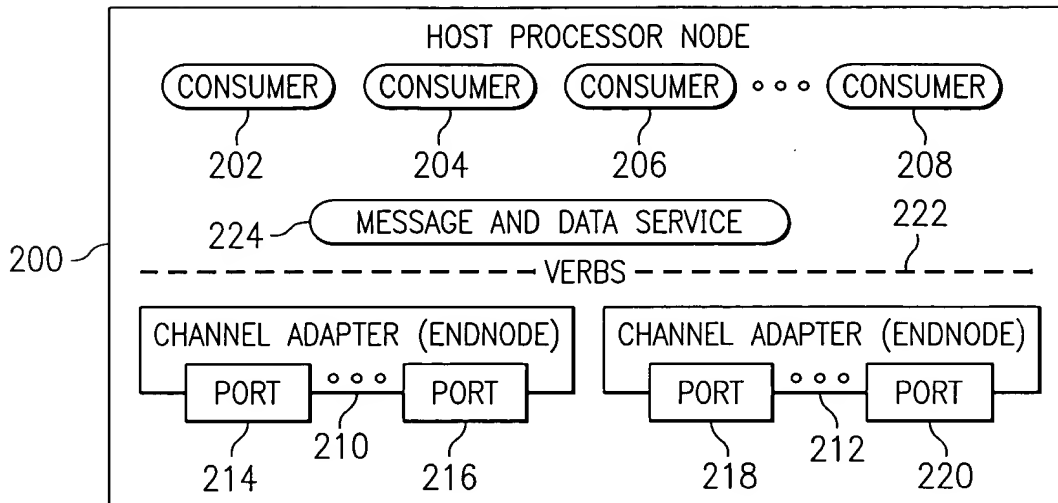 HOST PROCESSOR NODE
CONSUMER CONSUMER CONSUMER CONSUMER
202 204 206 208
222
MESSAGE AND DATA SERVICE
224
200
VERBS
CHANNEL ADAPTER (ENDNODE) CHANNEL ADAPTER (ENDNODE)
PORT PORT PORT PORT
210 212
214 216 218 220